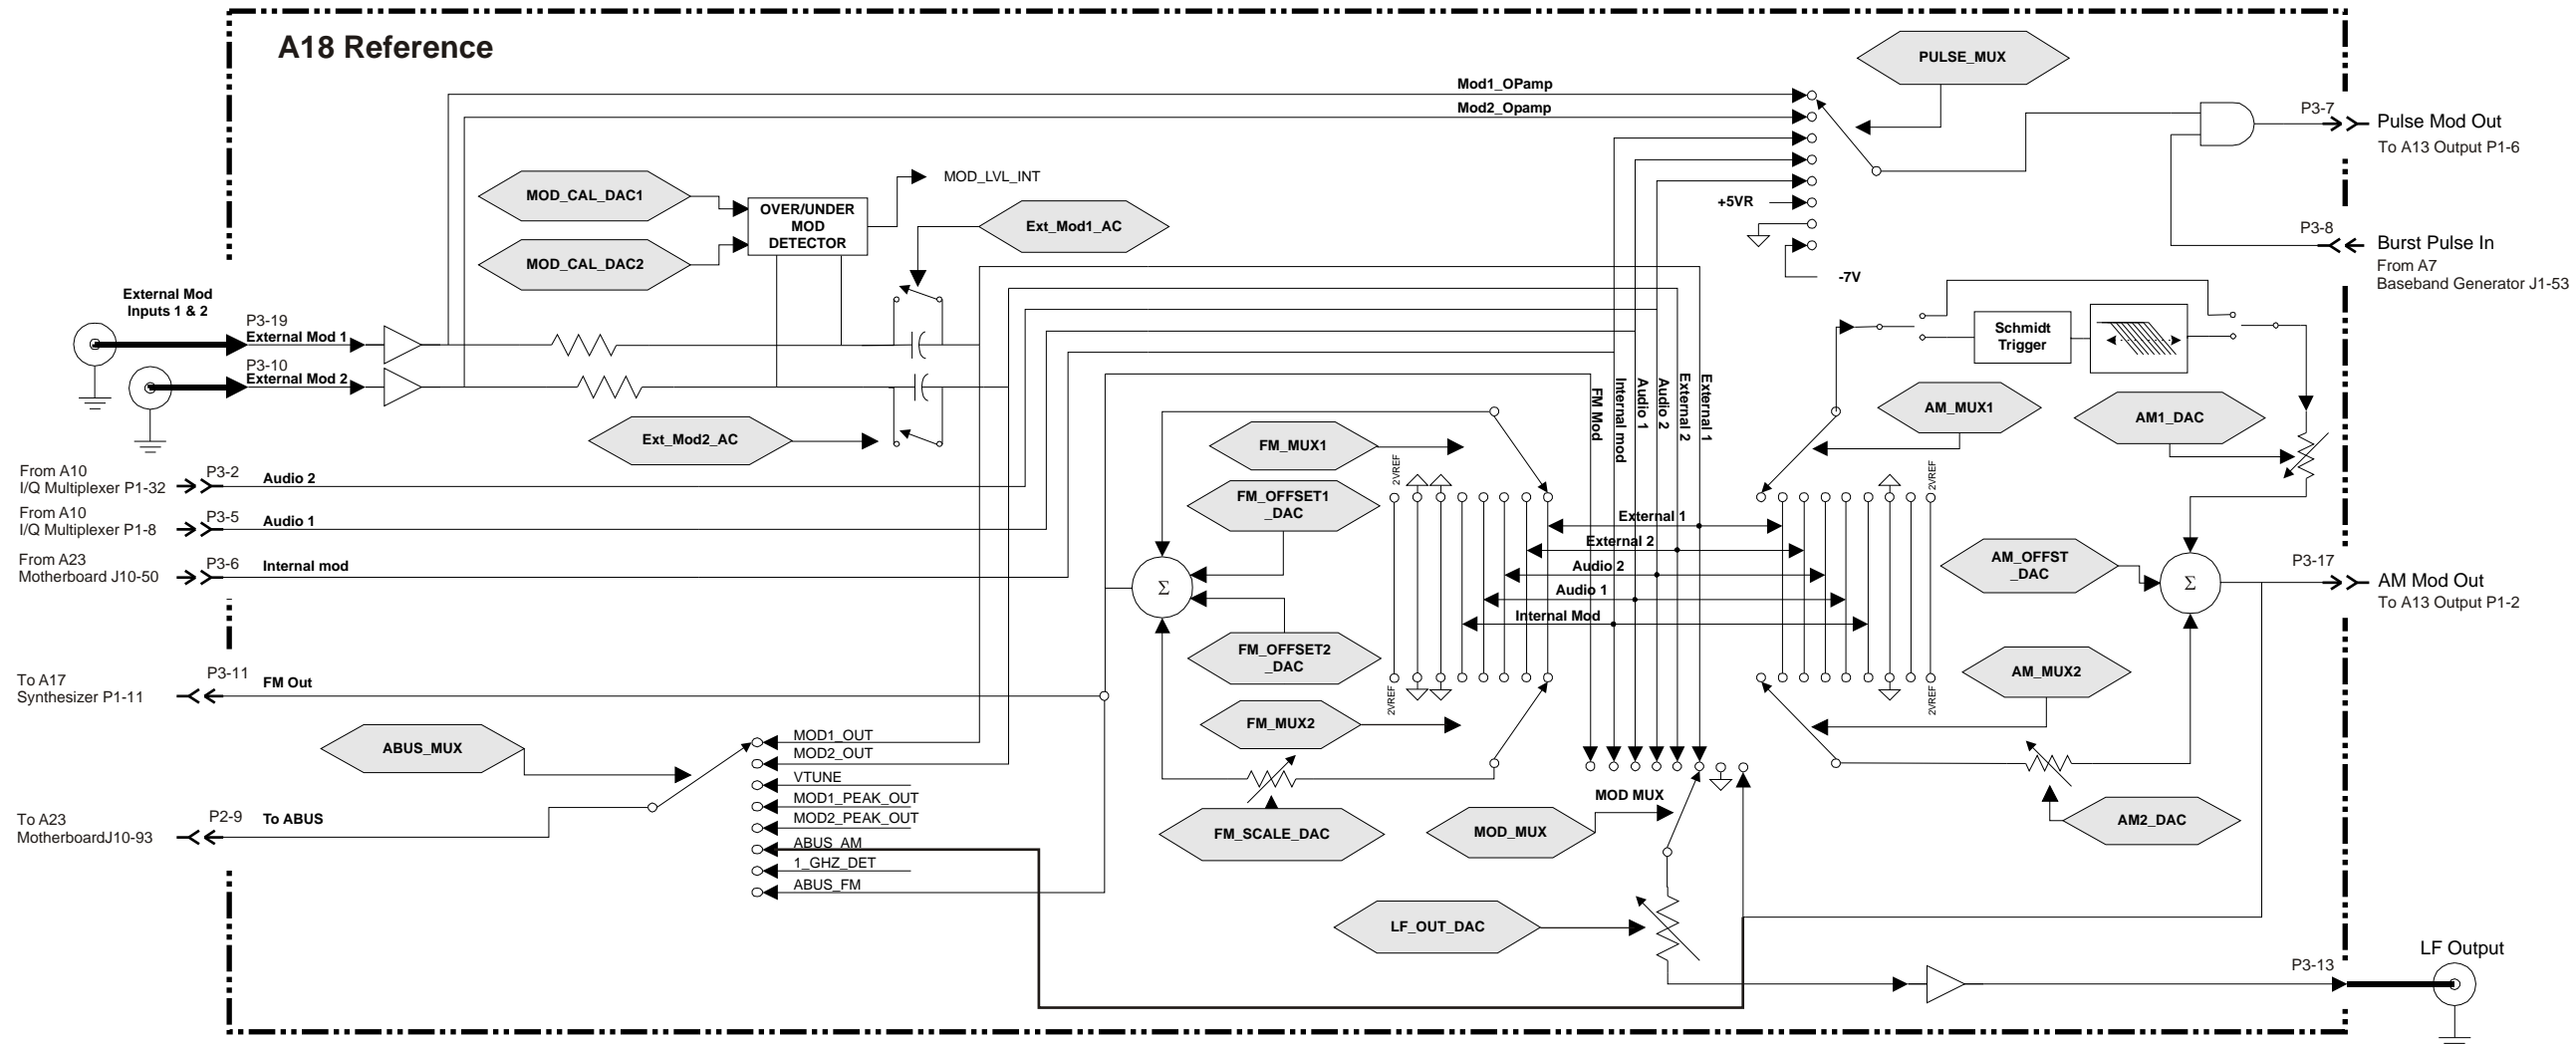 A18 Reference
PULSE_MUX
Mod1_OPamp
Mod2_Opamp
P3-7
Pulse Mod Out
To A13 Output P1-6
MOD_CAL_DAC1
MOD_LVL_INT
OVER/UNDER
MOD
DETECTOR
+5VR
Ext_Mod1_AC
MOD_CAL_DAC2
P3-8
Burst Pulse In
From A7
Baseband Generator J1-53
-7V
External Mod
Inputs 1 & 2
P3-19
External Mod 1
P3-10
External Mod 2
Schmidt
Trigger
FM Mod
Internal mod
Audio 1
Audio 2
External 2
External 1
AM_MUX1
AM1_DAC
Ext_Mod2_AC
FM_MUX1
From A10
I/Q Multiplexer P1-32
P3-2
Audio 2
2VREF
2VREF
FM_OFFSET1
_DAC
From A10
I/Q Multiplexer P1-8
P3-5
Audio 1
External 1
External 2
Audio 2
Audio 1
Internal Mod
From A23
Motherboard J10-50
P3-6
Internal mod
AM_OFFST
_DAC
Σ
Σ
P3-17
AM Mod Out
To A13 Output P1-2
FM_OFFSET2
_DAC
AM_MUX2
To A17
Synthesizer P1-11
P3-11
FM Out
2VREF
2VREF
FM_MUX2
ABUS_MUX
MOD1_OUT
MOD2_OUT
VTUNE
MOD1_PEAK_OUT
MOD2_PEAK_OUT
ABUS_AM
1_GHZ_DET
ABUS_FM
MOD MUX
To A23
MotherboardJ10-93
P2-9
To ABUS
FM_SCALE_DAC
MOD_MUX
AM2_DAC
LF_OUT_DAC
LF Output
P3-13